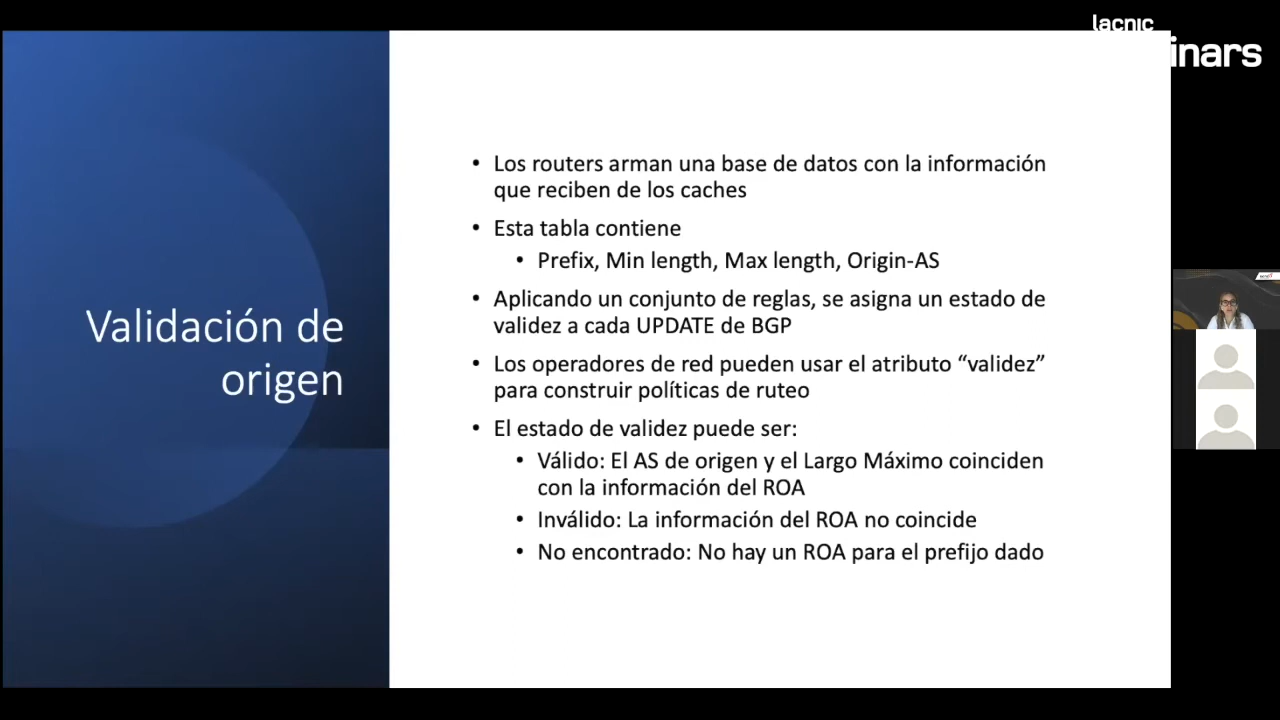 lacnic
inars
Validación de
origen
• Los routers arman una base de datos con la información
que reciben de los caches
• Esta tabla contiene
• Prefix, Min length, Max length, Origin-AS
• Aplicando un conjunto de reglas, se asigna un estado de
validez a cada UPDATE de BGP
• Los operadores de red pueden usar el atributo “validez”
para construir políticas de ruteo
• El estado de validez puede ser:
• Válido: El AS de origen y el Largo Máximo coinciden
con la información del ROA
• Inválido: La información del ROA no coincide
• No encontrado: No hay un ROA para el prefijo dado